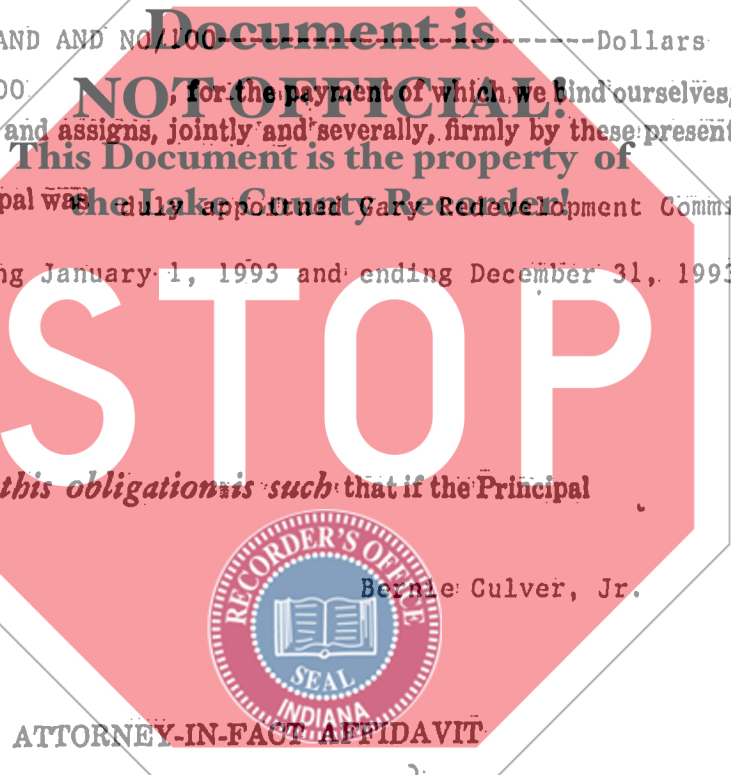 Document is
AND AND NO/100--------------------------Dollars
NOT OFFICIAL!
00 , for the payment of which we bind ourselves,
and assigns, jointly and severally, firmly by these present
This Document is the property of
the Lake County Recorder!
pal was duly appointed Gary Redevelopment Commi
ng January 1, 1993 and ending December 31, 1993
STOP
this obligation is such that if the Principal
RECORDER'S OFFICE
Bernie Culver, Jr.
SEAL
INDIANA
ATTORNEY-IN-FACT AFFIDAVIT
)